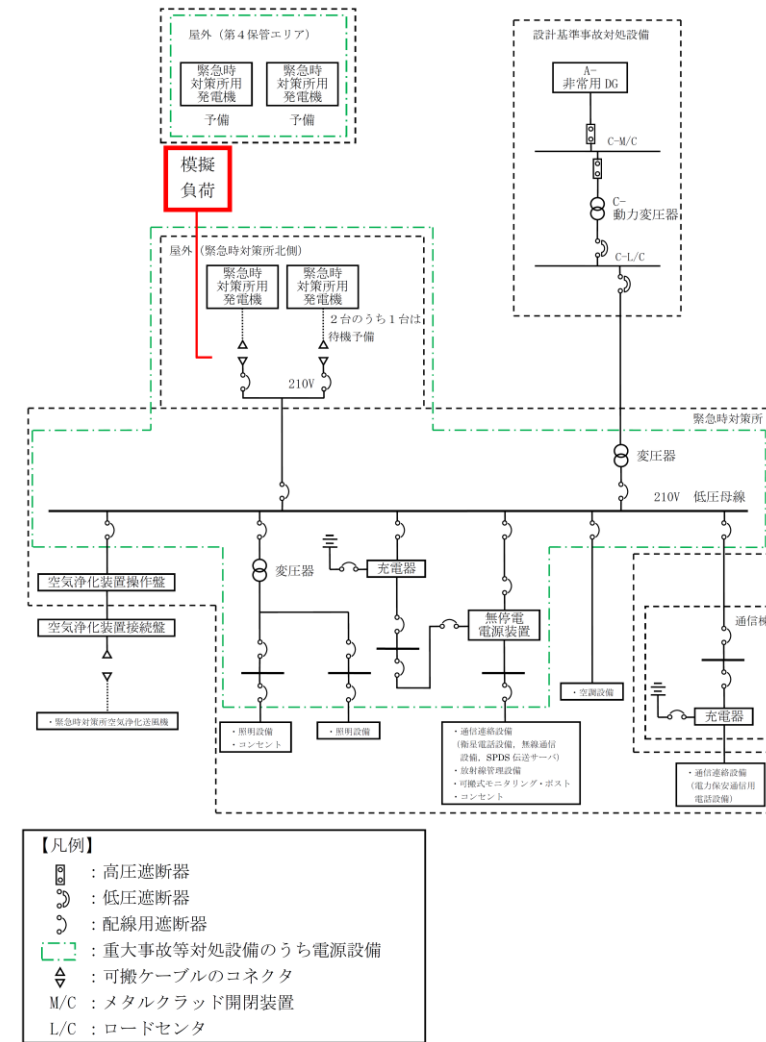 屋外（第４保管エリア）
緊急時
対策所用
発電機
緊急時
対策所用
発電機
予備
予備
模擬
負荷
設計基準事故対処設備
A-
非常用 DG
C-M/C
C-
動力変圧器
C-L/C
屋外（緊急時対策所北側）
緊急時
対策所用
発電機
緊急時
対策所用
発電機
２台のうち１台は
待機予備
210V
緊急時対策所
変圧器
210V 低圧母線
空気浄化装置操作盤
空気浄化装置接続盤
・緊急時対策所空気浄化送風機
変圧器
充電器
無停電
電源装置
・照明設備
・コンセント
・照明設備
・通信連絡設備
（衛星電話設備，無線通信
設備，SPDS 伝送サーバ）
・放射線管理設備
・可搬式モニタリング・ポスト
・コンセント
・空調設備
通信棟
充電器
・通信連絡設備
（電力保安通信用
電話設備）
【凡例】
：高圧遮断器
：低圧遮断器
：配線用遮断器
：重大事故等対処設備のうち電源設備
：可搬ケーブルのコネクタ
M/C ：メタルクラッド開閉装置
L/C ：ロードセンタ